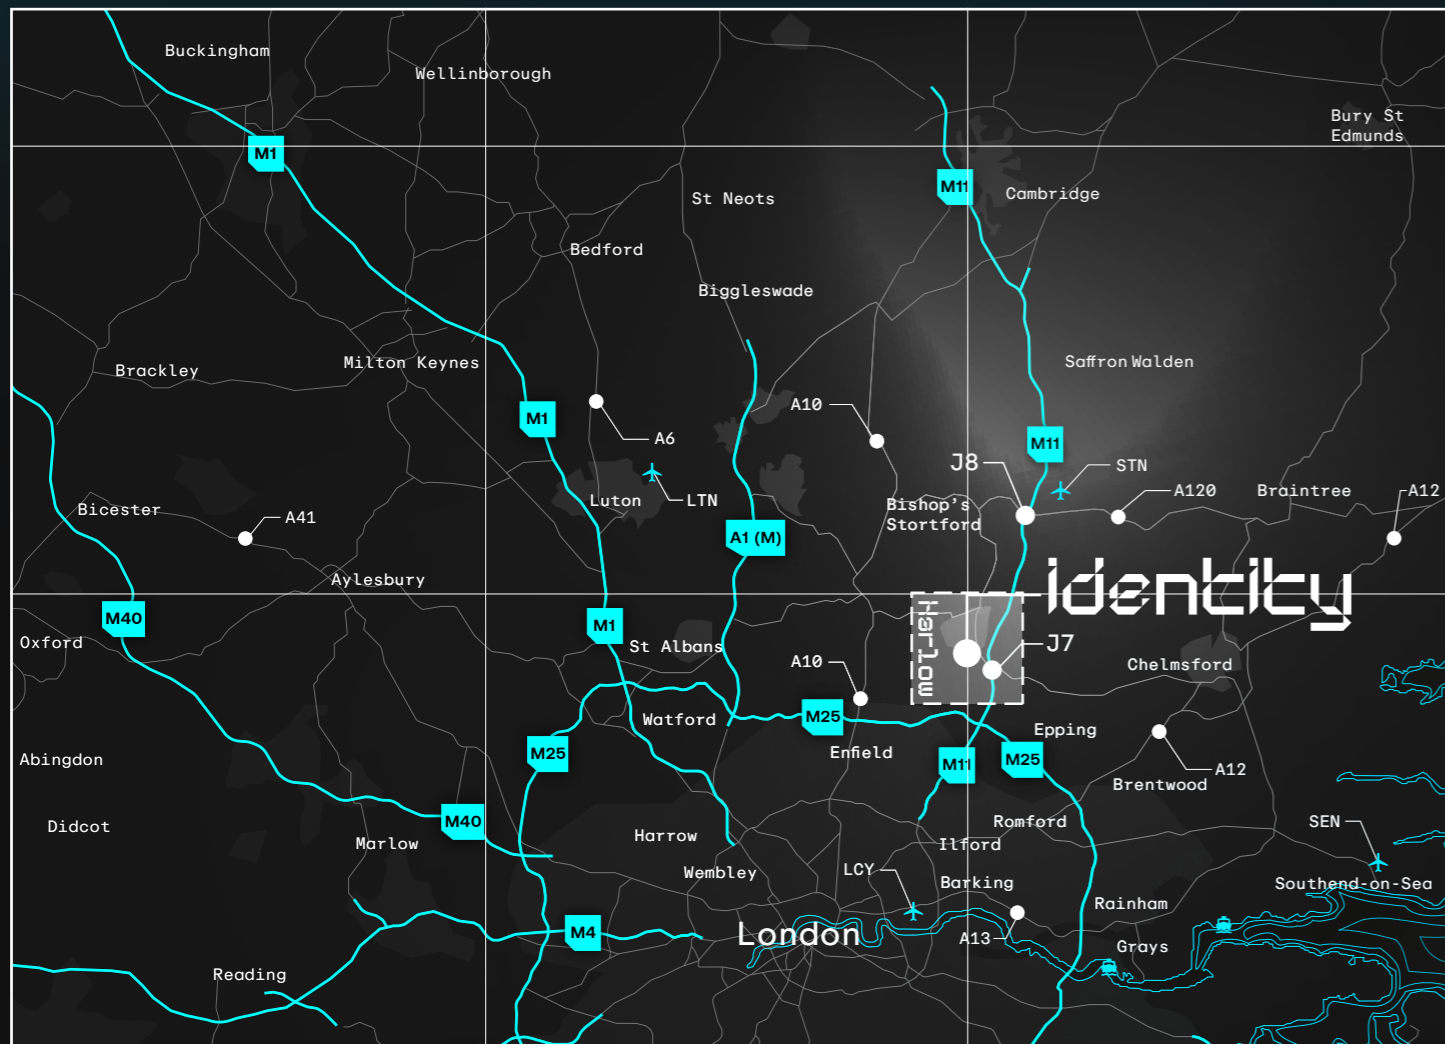 Buckingham
Wellinborough
Bury St
Edmunds
M1
M11
Cambridge
St Neots
Bedford
Biggleswade
Milton Keynes
Brackley
Saffron Walden
A10
M1
A6
M11
J8
STN
LTN
Luton
A120
Braintree
A12
Bicester
A41
Bishop's
Stortford
A1 (M)
Aylesbury
identity
M40
M1
Harlow
Oxford
St Albans
J7
A10
Chelmsford
M25
Watford
Epping
Enfield
M25
M11
M25
Abingdon
A12
Brentwood
Didcot
M40
Romford
SEN
Marlow
Harrow
Ilford
Wembley
LCY
Barking
Southend-on-Sea
Rainham
M4
London
A13
Grays
Reading